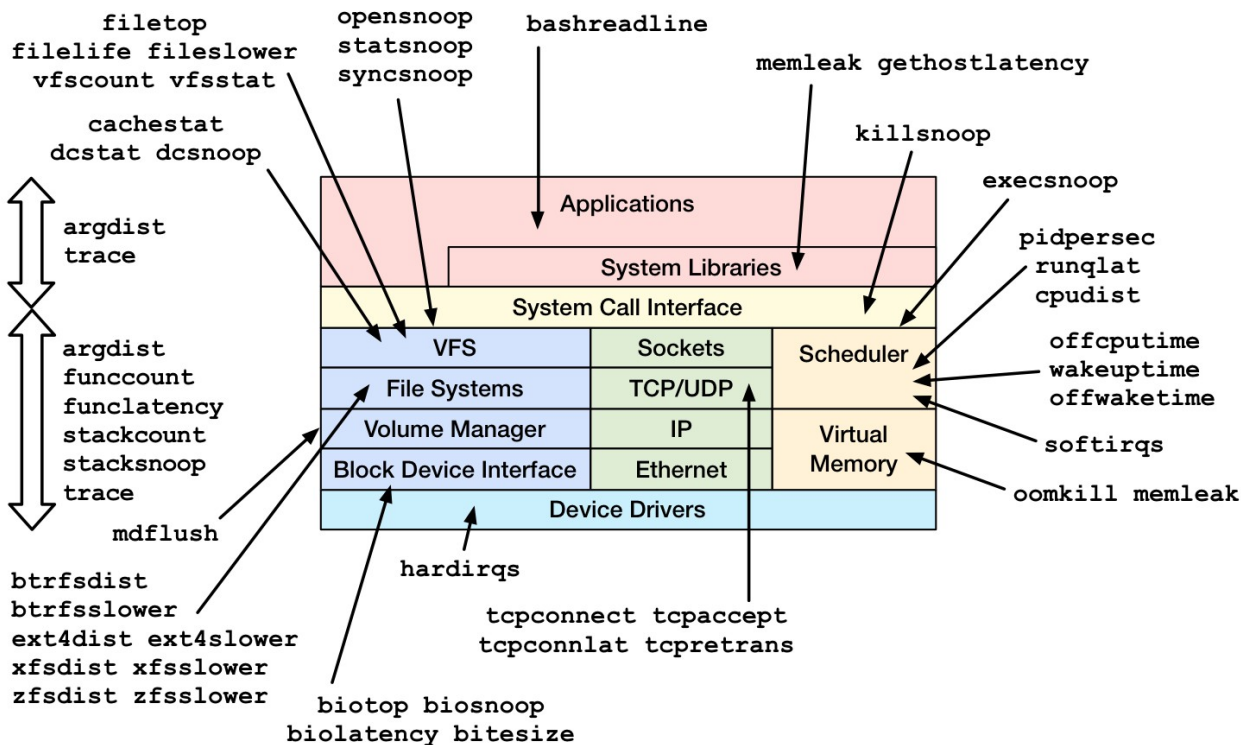 filetop
filelife fileslower
vfscount vfsstat
opensnoop
statsnoop
syncsnoop
bashreadline
memleak gethostlatency
cachestat
dcstat dcsnoop
killsnoop
execsnoop
argdist
trace
Applications
System Libraries
System Call Interface
pidpersec
runqlat
cpudist
argdist
funccount
funclatency
stackcount
stacksnoop
trace
VFS
Sockets
Scheduler
File Systems
TCP/UDP
Volume Manager
IP
Virtual
Memory
Block Device Interface
Ethernet
Device Drivers
offcputime
wakeuptime
offwaketime
softirqs
oomkill memleak
mdflush
hardirqs
btrfsdist
btrfsslower
ext4dist ext4slower
xfsdist xfsslower
zfsdist zfsslower
tcpconnect tcpaccept
tcpconnlat tcpretrans
biotop biosnoop
biolatency bitesize